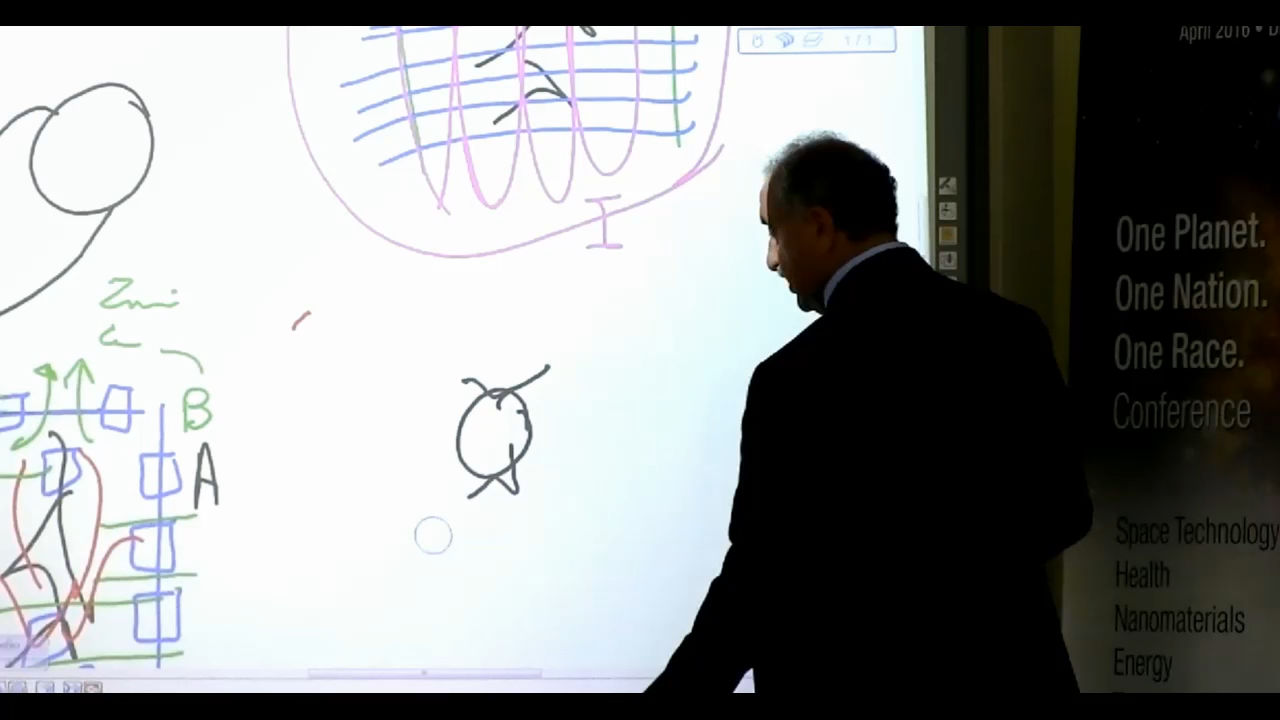 April 2016 •
1/1
I
B
A
One Planet.
One Nation.
One Race.
Conference
Space Technology
Health
Nanomaterials
Energy